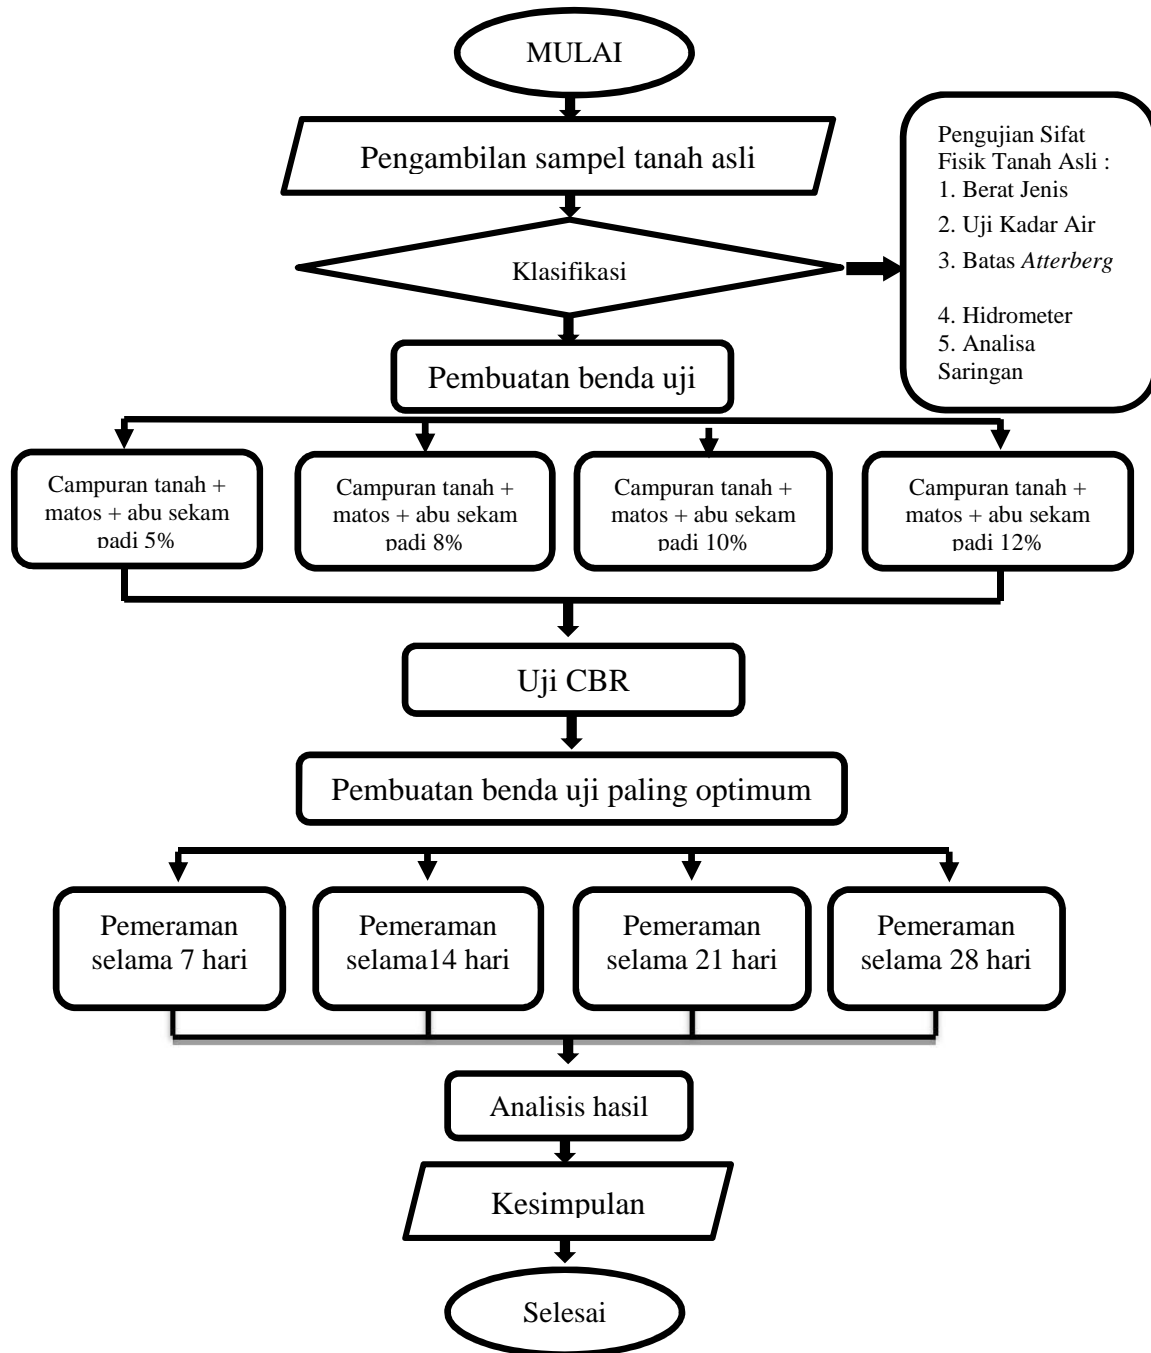 MULAI
Pengambilan sampel tanah asli
Klasifikasi
Pengujian Sifat
Fisik Tanah Asli :
1. Berat Jenis
2. Uji Kadar Air
3. Batas Atterberg
4. Hidrometer
5. Analisa
Saringan
Pembuatan benda uji
Campuran tanah +
matos + abu sekam
padi 5%
Campuran tanah +
matos + abu sekam
padi 8%
Campuran tanah +
matos + abu sekam
padi 10%
Campuran tanah +
matos + abu sekam
padi 12%
Uji CBR
Pembuatan benda uji paling optimum
Pemeraman
selama 7 hari
Pemeraman
selama14 hari
Pemeraman
selama 21 hari
Pemeraman
selama 28 hari
Analisis hasil
Kesimpulan
Selesai